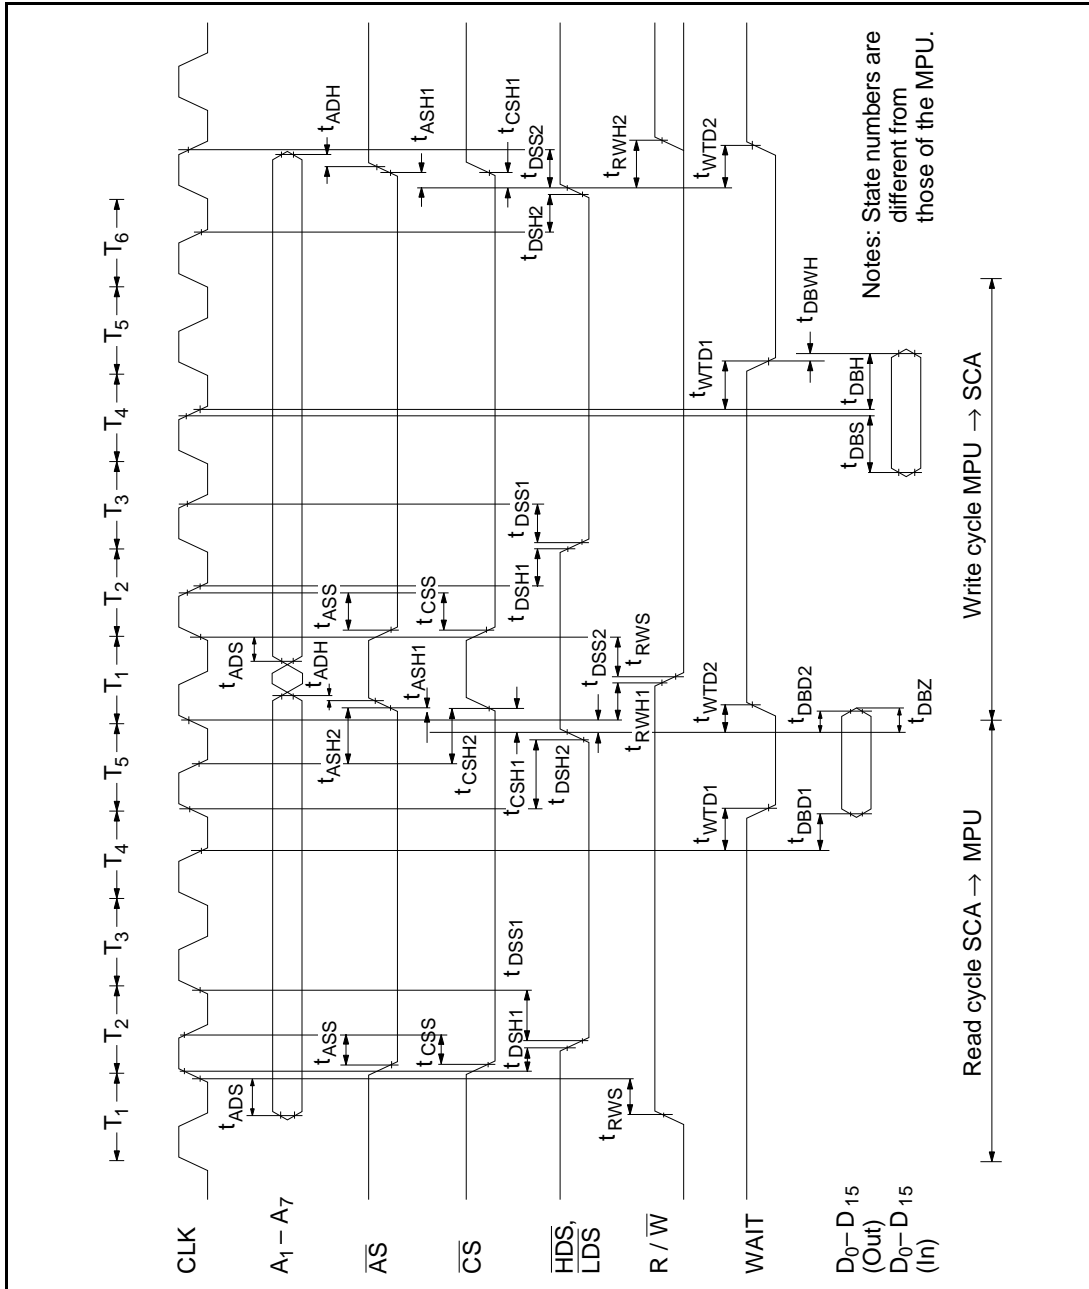 T1 T2 T3 T4 T5 T1 T2 T3 T4 T5 T6
CLK
tADS
tADS
A1 – A7
tADH
tADH
tASS
tASH2
tASS
AS
tASH1
tASH1
tCSS
tCSH2
tCSS
CS
tCSH1
tCSH1
tDSH1
tDSS1
tDSH2
tDSS2
tDSH1
tDSS1
tDSH2
tDSS2
HDS,
LDS
tRWS
tRWH1
tRWS
tRWH2
R / W
tWTD1
tWTD2
tWTD1
tWTD2
WAIT
tDBD1
tDBD2
tDBWH
D0 – D15
(Out)
tDBS
tDBH
tDBZ
D0 – D15
(In)
Notes: State numbers are
different from
those of the MPU.
Read cycle SCA → MPU
Write cycle MPU → SCA